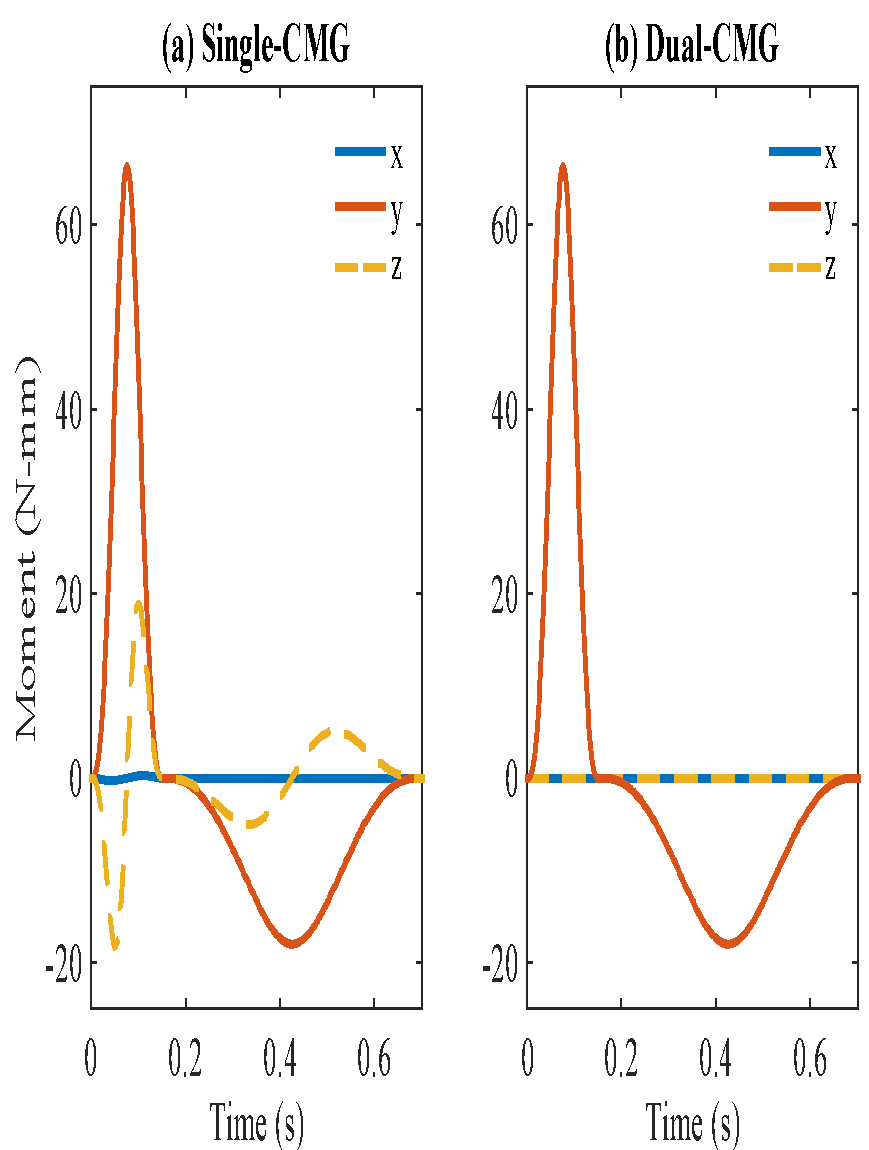 (a) Single-CMG
(b) Dual-CMG
Moment (N-mm)
60
40
20
0
-20
x
y
z
0 0.2 0.4 0.6
Time (s)
60
40
20
0
-20
x
y
z
0 0.2 0.4 0.6
Time (s)